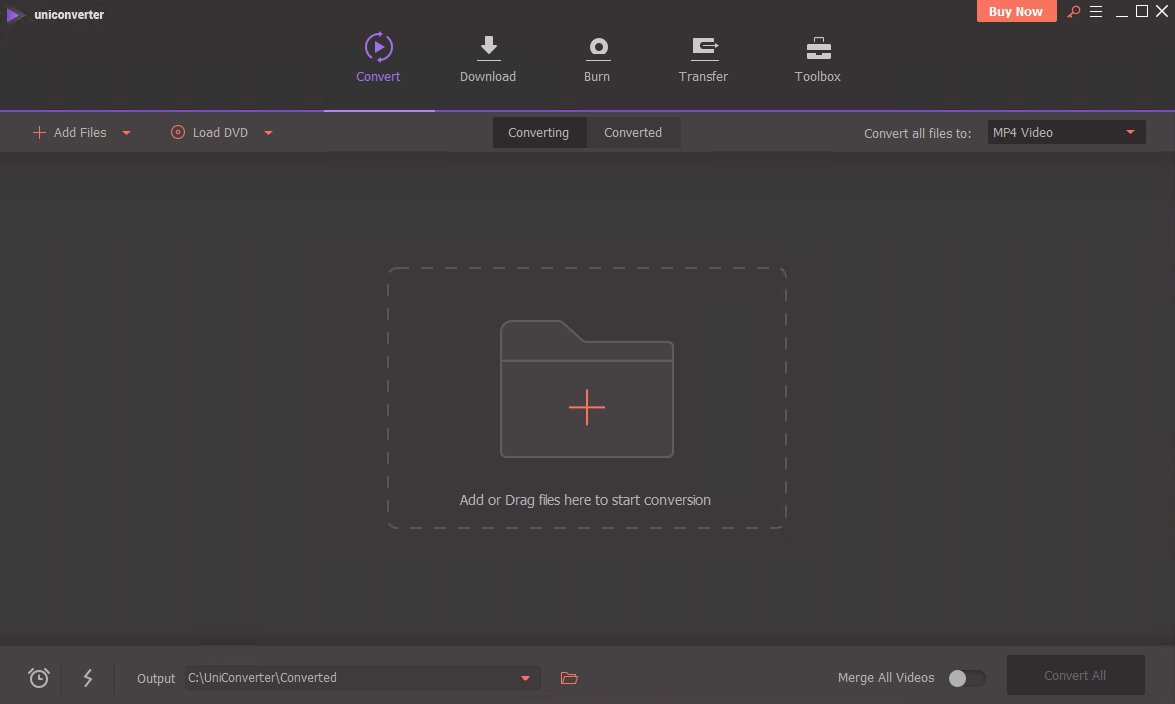 uniconverter
Buy Now
Convert
Download
Burn
Transfer
Toolbox
Add Files
Load DVD
Converting
Converted
Convert all files to:
MP4 Video
Add or Drag files here to start conversion
Output
C:\UniConverter\Converted
Merge All Videos
Convert All